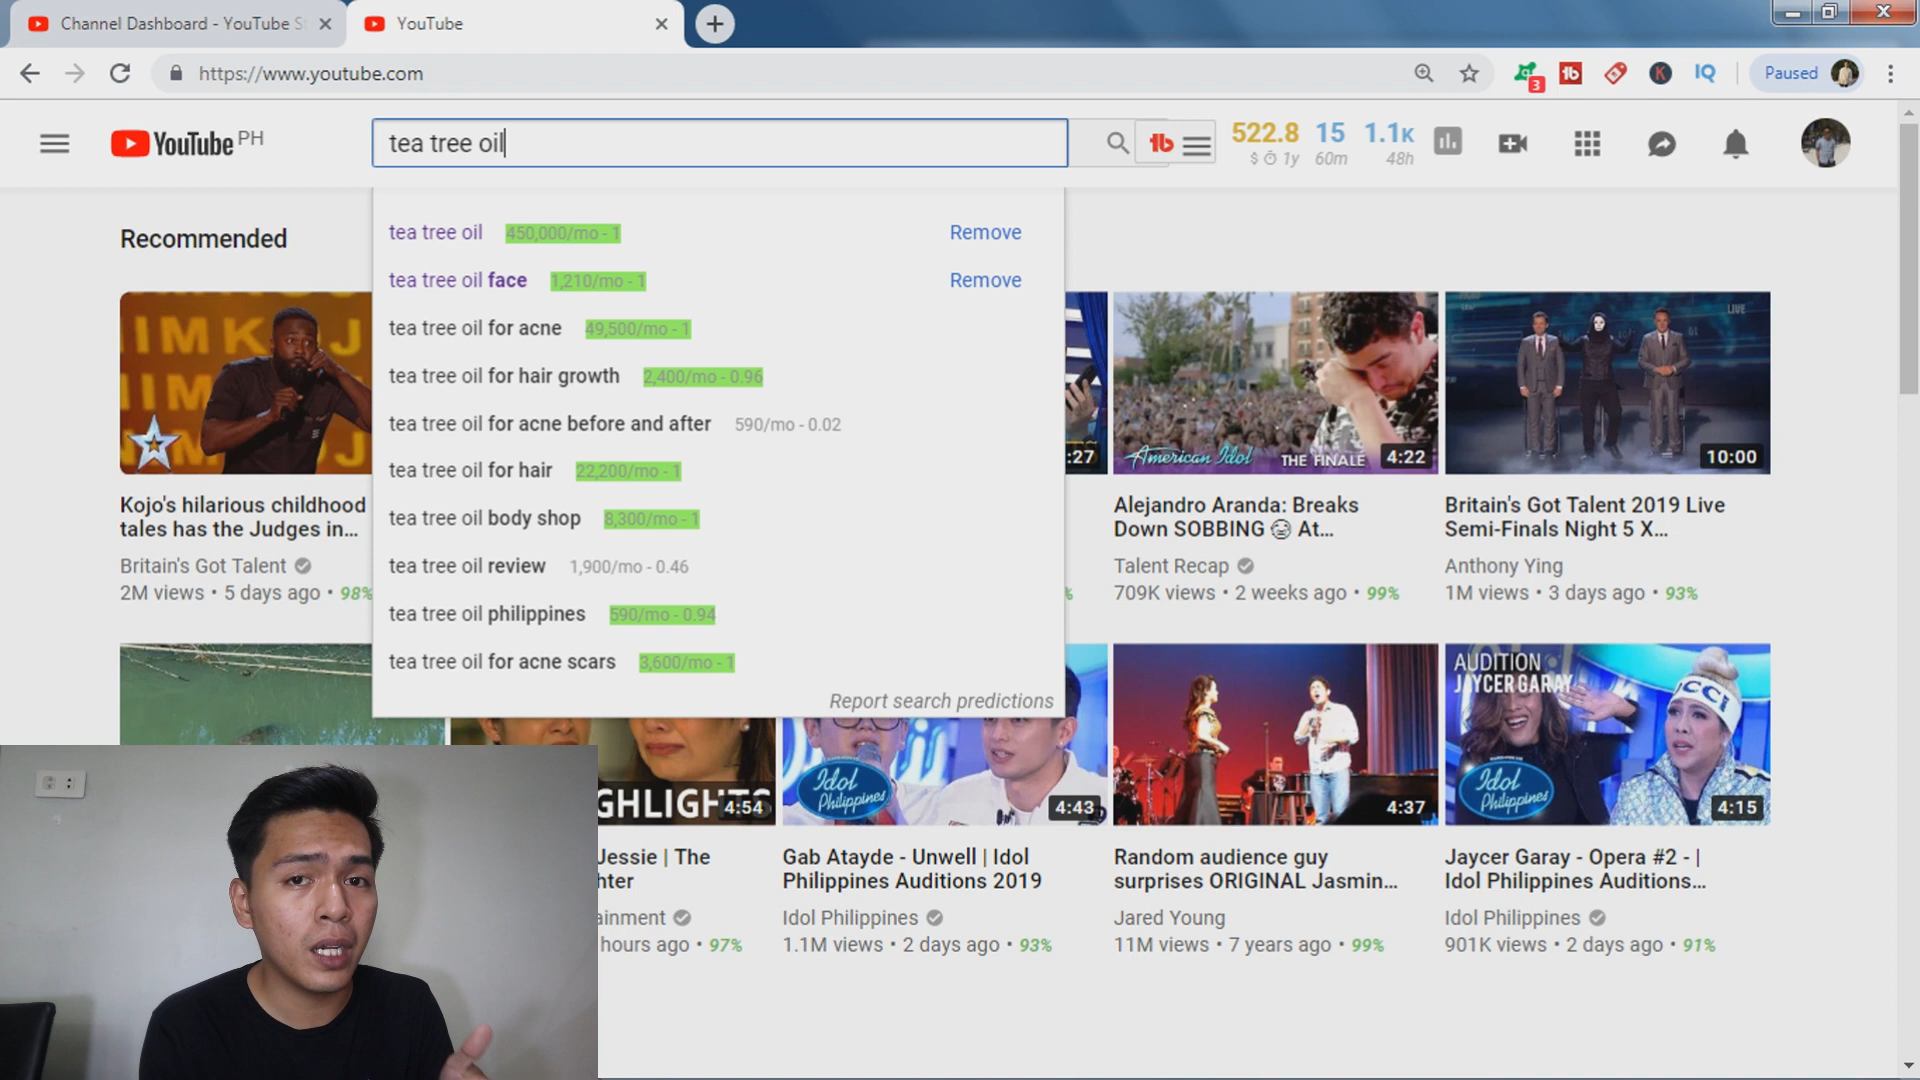 Channel Dashboard - YouTube S
YouTube
https://www.youtube.com
3
K
IQ
Paused
YouTube PH
tea tree oil
tb
522.8 15 1.1K
$ 1y 60m 48h
Recommended
tea tree oil 450,000/mo - 1 Remove
tea tree oil face 1,210/mo - 1 Remove
tea tree oil for acne 49,500/mo - 1
tea tree oil for hair growth 2,400/mo - 0.96
tea tree oil for acne before and after 590/mo - 0.02
tea tree oil for hair 22,200/mo - 1
tea tree oil body shop 8,300/mo - 1
tea tree oil review 1,900/mo - 0.46
tea tree oil philippines 590/mo - 0.94
tea tree oil for acne scars 3,600/mo - 1
Report search predictions
:27
American Idol THE FINALE 4:22
LIVE
10:00
Kojo's hilarious childhood
tales has the Judges in...
Britain's Got Talent
2M views • 5 days ago • 98%
Alejandro Aranda: Breaks
Down SOBBING 😭 At...
Talent Recap
709K views • 2 weeks ago • 99%
Britain's Got Talent 2019 Live
Semi-Finals Night 5 X...
Anthony Ying
1M views • 3 days ago • 93%
GHLIGHTS 4:54
Idol Philippines 4:43
4:37
AUDITION
JAYCER GARAY
Idol Philippines 4:15
Jessie | The
hter
ainment
hours ago • 97%
Gab Atayde - Unwell | Idol
Philippines Auditions 2019
Idol Philippines
1.1M views • 2 days ago • 93%
Random audience guy
surprises ORIGINAL Jasmin...
Jared Young
11M views • 7 years ago • 99%
Jaycer Garay - Opera #2 - |
Idol Philippines Auditions...
Idol Philippines
901K views • 2 days ago • 91%